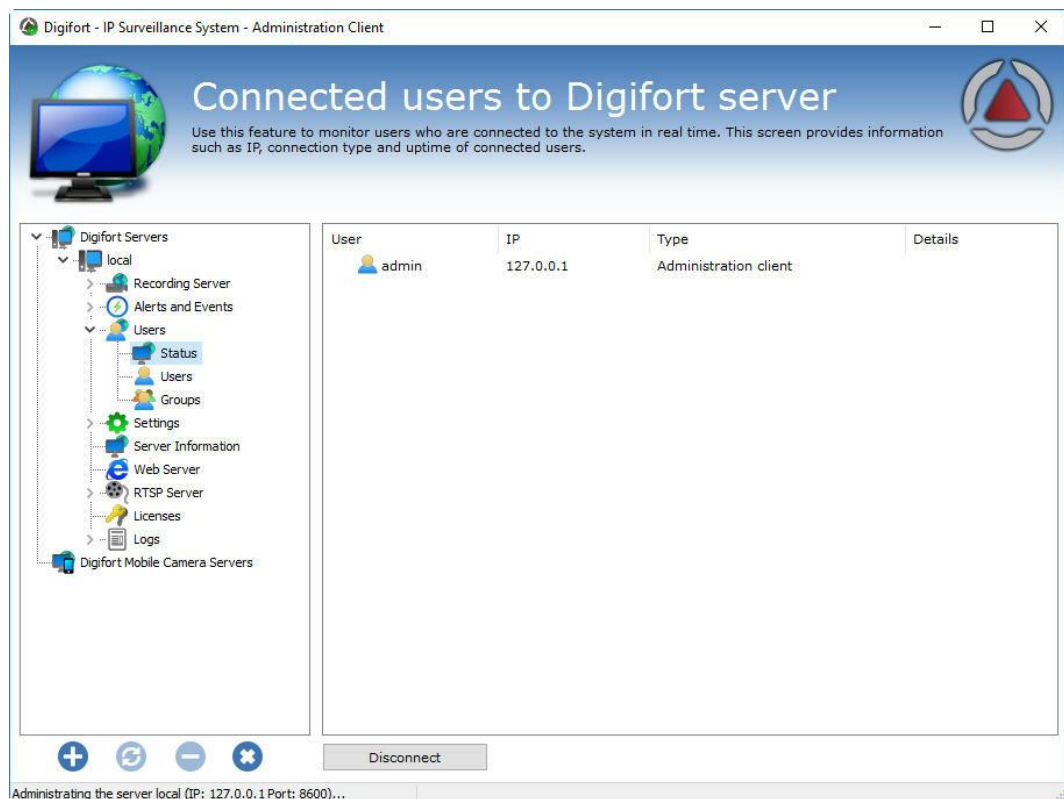 Digifort - IP Surveillance System - Administration Client
Connected users to Digifort server
Use this feature to monitor users who are connected to the system in real time. This screen provides information
such as IP, connection type and uptime of connected users.
Digifort Servers
local
Recording Server
Alerts and Events
Users
Status
Users
Groups
Settings
Server Information
Web Server
RTSP Server
Licenses
Logs
Digifort Mobile Camera Servers
User IP Type Details
admin 127.0.0.1 Administration client
Disconnect
Administrating the server local (IP: 127.0.0.1 Port: 8600)...